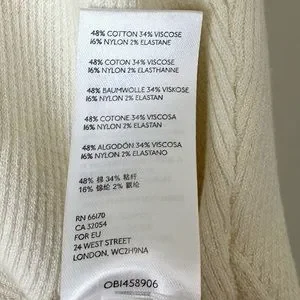 48% COTTON 34% VISCOSE
16% NYLON 2% ELASTANE
48% COTON 34% VISCOSE
16% NYLON 2% ELASTHANNE
48% BAUMWOLLE 34% VISKOSE
16% NYLON 2% ELASTAN
48% COTONE 34% VISCOSA
16% NYLON 2% ELASTAN
48% ALGODÓN 34% VISCOSA
16% NYLON 2% ELASTANO
48% 棉 34% 粘纤
16% 锦纶 2% 氨纶
RN 66170
CA 32054
FOR EU
24 WEST STREET
LONDON, WC2H9NA
OB1458906